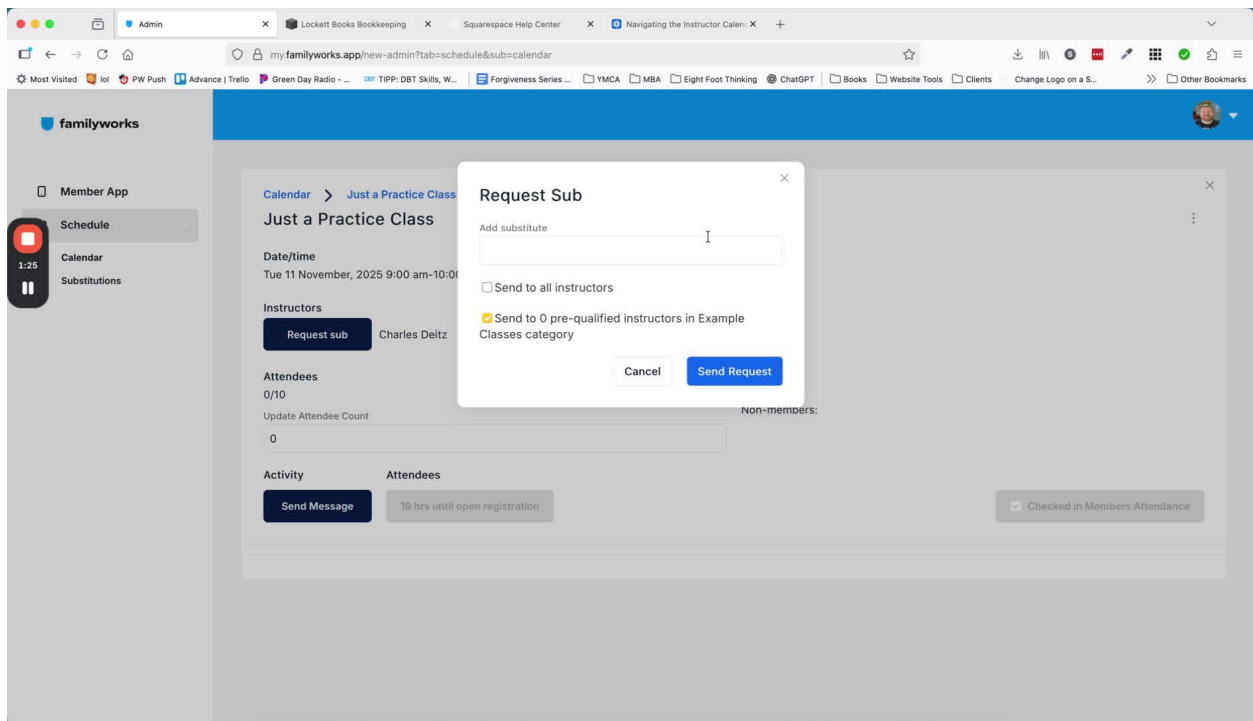 Admin
Lockett Books Bookkeeping
Squarespace Help Center
Navigating the Instructor Calen
my.familyworks.app/new-admin?tab=schedule&sub=calendar
Most Visited
lol
PW Push
Advance | Trello
Green Day Radio - ...
TIPP: DBT Skills, W...
Forgiveness Series ...
YMCA
MBA
Eight Foot Thinking
ChatGPT
Books
Website Tools
Clients
Change Logo on a S...
Other Bookmarks
familyworks
Member App
Schedule
Calendar
Substitutions
1:25
Calendar > Just a Practice Class
Just a Practice Class
Date/time
Tue 11 November, 2025 9:00 am-10:00
Instructors
Request sub
Charles Deitz
Attendees
0/10
Update Attendee Count
0
Non-members:
Activity
Attendees
Send Message
19 hrs until open registration
Checked in Members Attendance
Request Sub
Add substitute
Send to all instructors
Send to 0 pre-qualified instructors in Example
Classes category
Cancel
Send Request